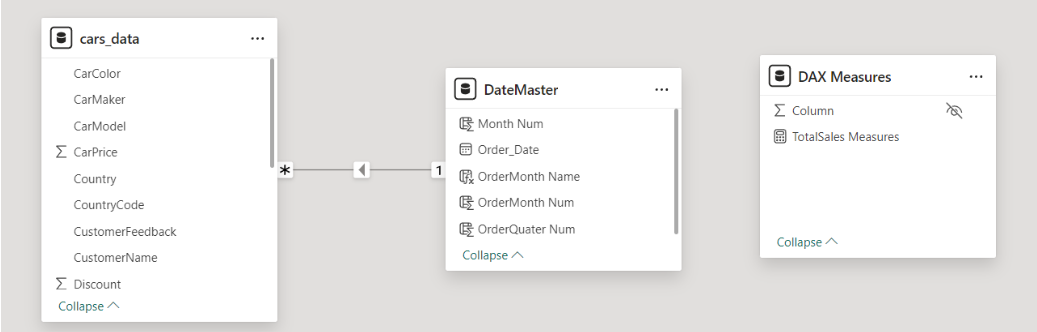 cars_data
CarColor
CarMaker
CarModel
CarPrice
Country
CountryCode
CustomerFeedback
CustomerName
Discount
Collapse
*
1
DateMaster
Month Num
Order_Date
OrderMonth Name
OrderMonth Num
OrderQuater Num
Collapse
DAX Measures
Column
TotalSales Measures
Collapse